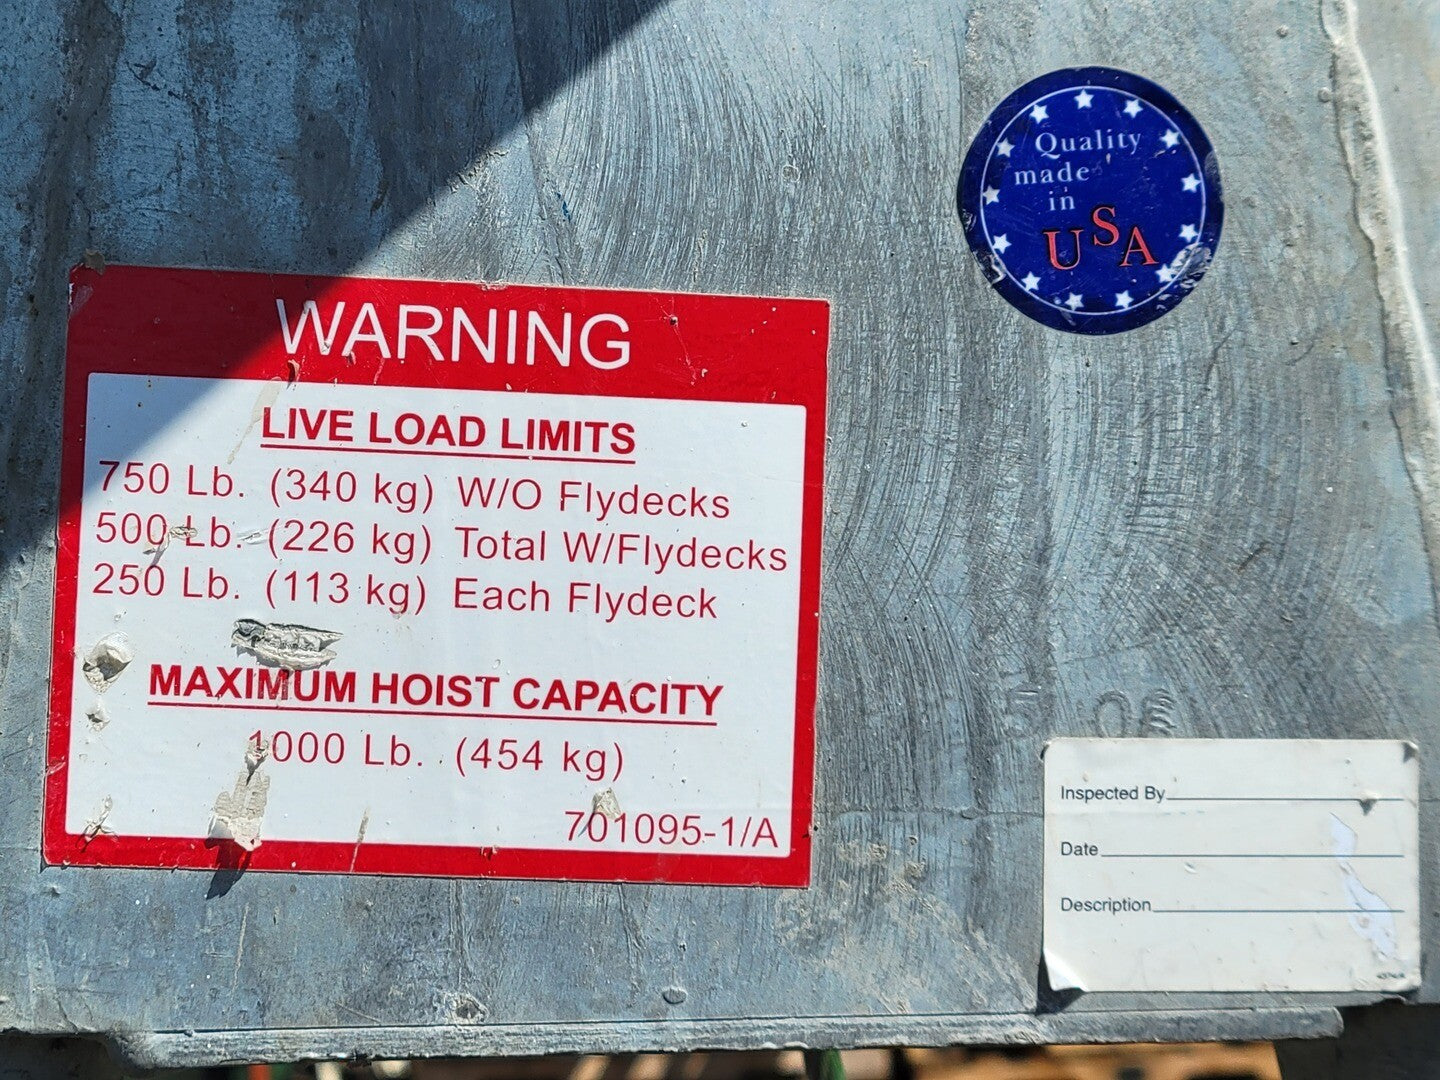 WARNING
LIVE LOAD LIMITS
750 Lb. (340 kg) W/O Flydecks
500 Lb. (226 kg) Total W/Flydecks
250 Lb. (113 kg) Each Flydeck
MAXIMUM HOIST CAPACITY
1000 Lb. (454 kg)
701095-1/A
Quality
made
in
USA
Inspected By
Date
Description